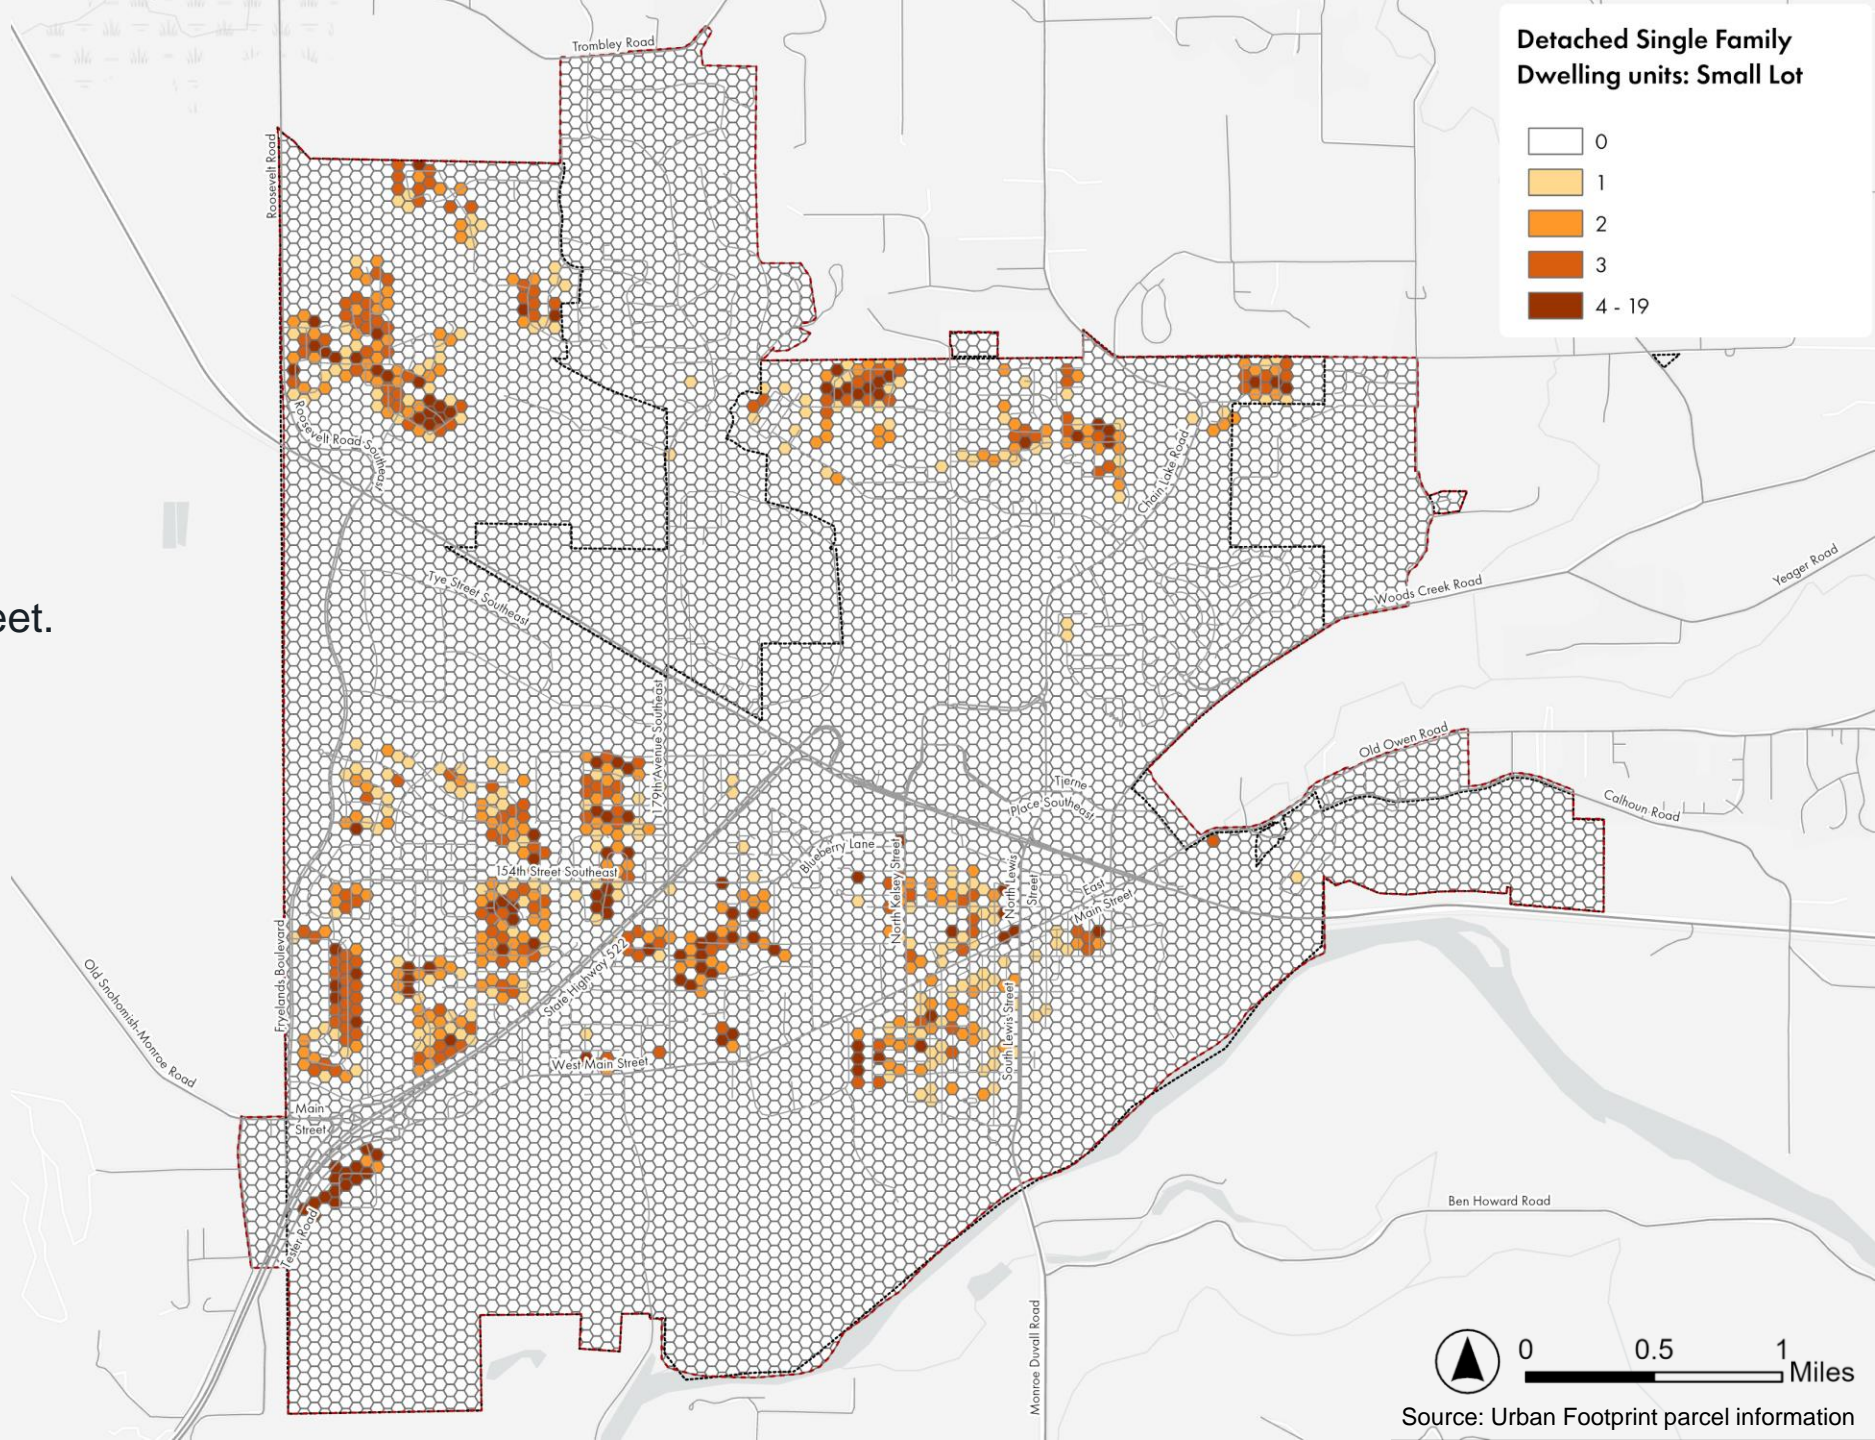 Detached Single Family
Dwelling units: Small Lot
0
1
2
3
4 - 19
Trombley Road
Roosevelt Road
Roosevelt Road Southeast
Chain Lake Road
Tye Street Southeast
Woods Creek Road
Yeager Road
eet.
179th Avenue Southeast
Old Owen Road
Tjerne
Place Southeast
Calhoun Road
Blueberry Lane
154th Street Southeast
North Kelsey Street
North Lewis
Street
East
Main Street
Fryelands Boulevard
State Highway 522
Old Snohomish-Monroe Road
West Main Street
South Lewis Street
Main
Street
Tester Road
Ben Howard Road
Monroe Duvall Road
0 0.5 1
Miles
Source: Urban Footprint parcel information